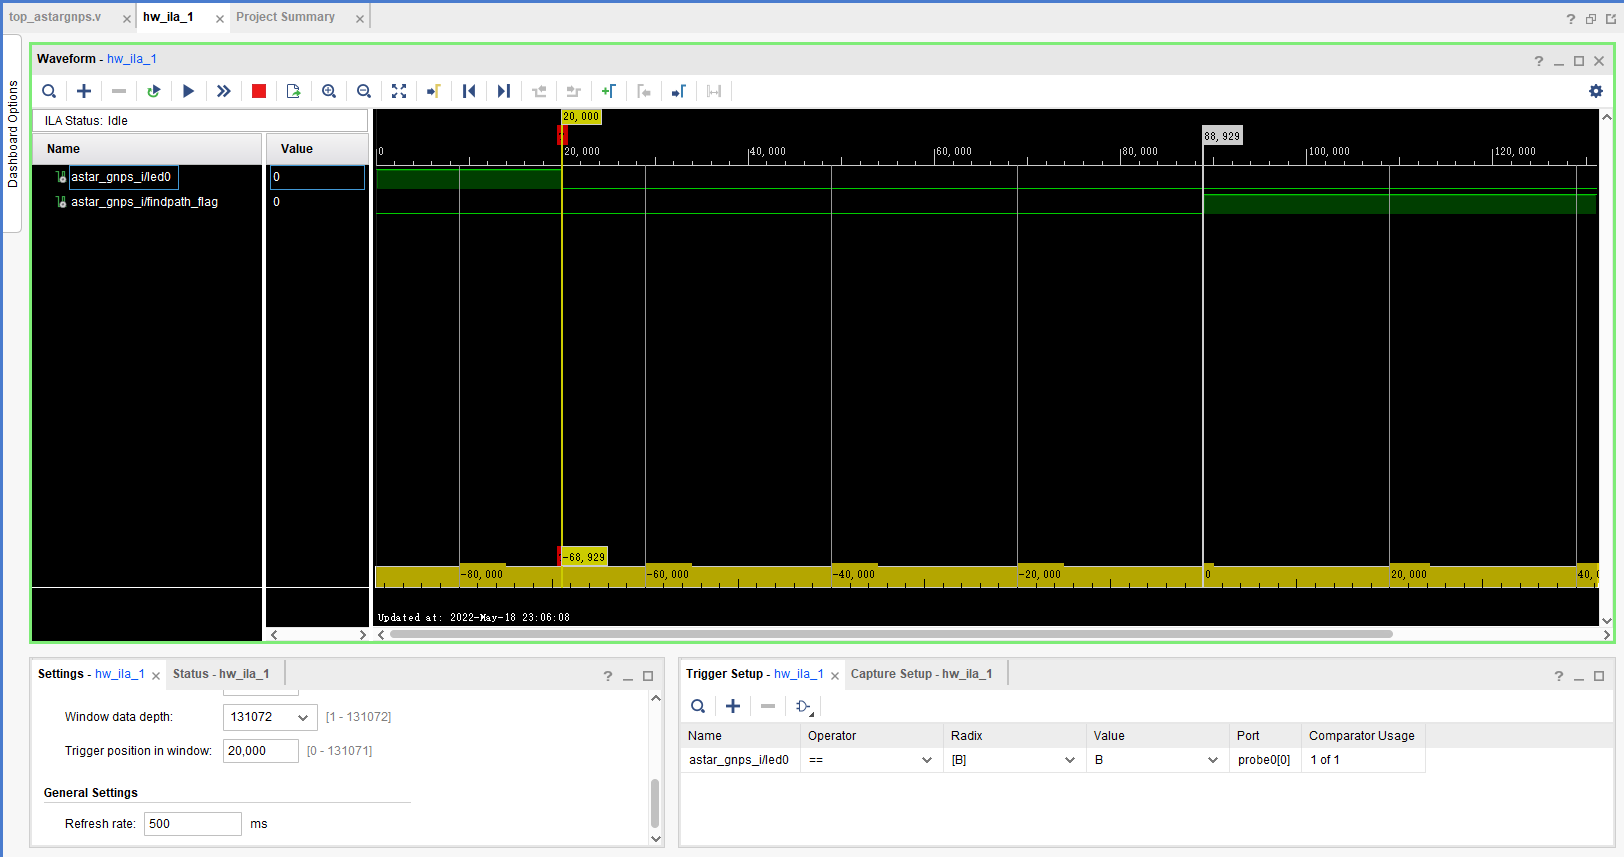 top_astargnps.v
hw_ila_1
Project Summary
Dashboard Options
Waveform - hw_ila_1
ILA Status: Idle
Name
Value
astar_gnps_i/led0
0
astar_gnps_i/findpath_flag
0
20,000
88,929
0
20,000
40,000
60,000
80,000
100,000
120,000
-68,929
-80,000
-60,000
-40,000
-20,000
0
20,000
40,
Updated at: 2022-May-18 23:06:08
Settings - hw_ila_1
Status - hw_ila_1
Window data depth: 131072 [1 - 131072]
Trigger position in window: 20,000 [0 - 131071]
General Settings
Refresh rate: 500 ms
Trigger Setup - hw_ila_1
Capture Setup - hw_ila_1
Name Operator Radix Value Port Comparator Usage
astar_gnps_i/led0 == [B] B probe0[0] 1 of 1